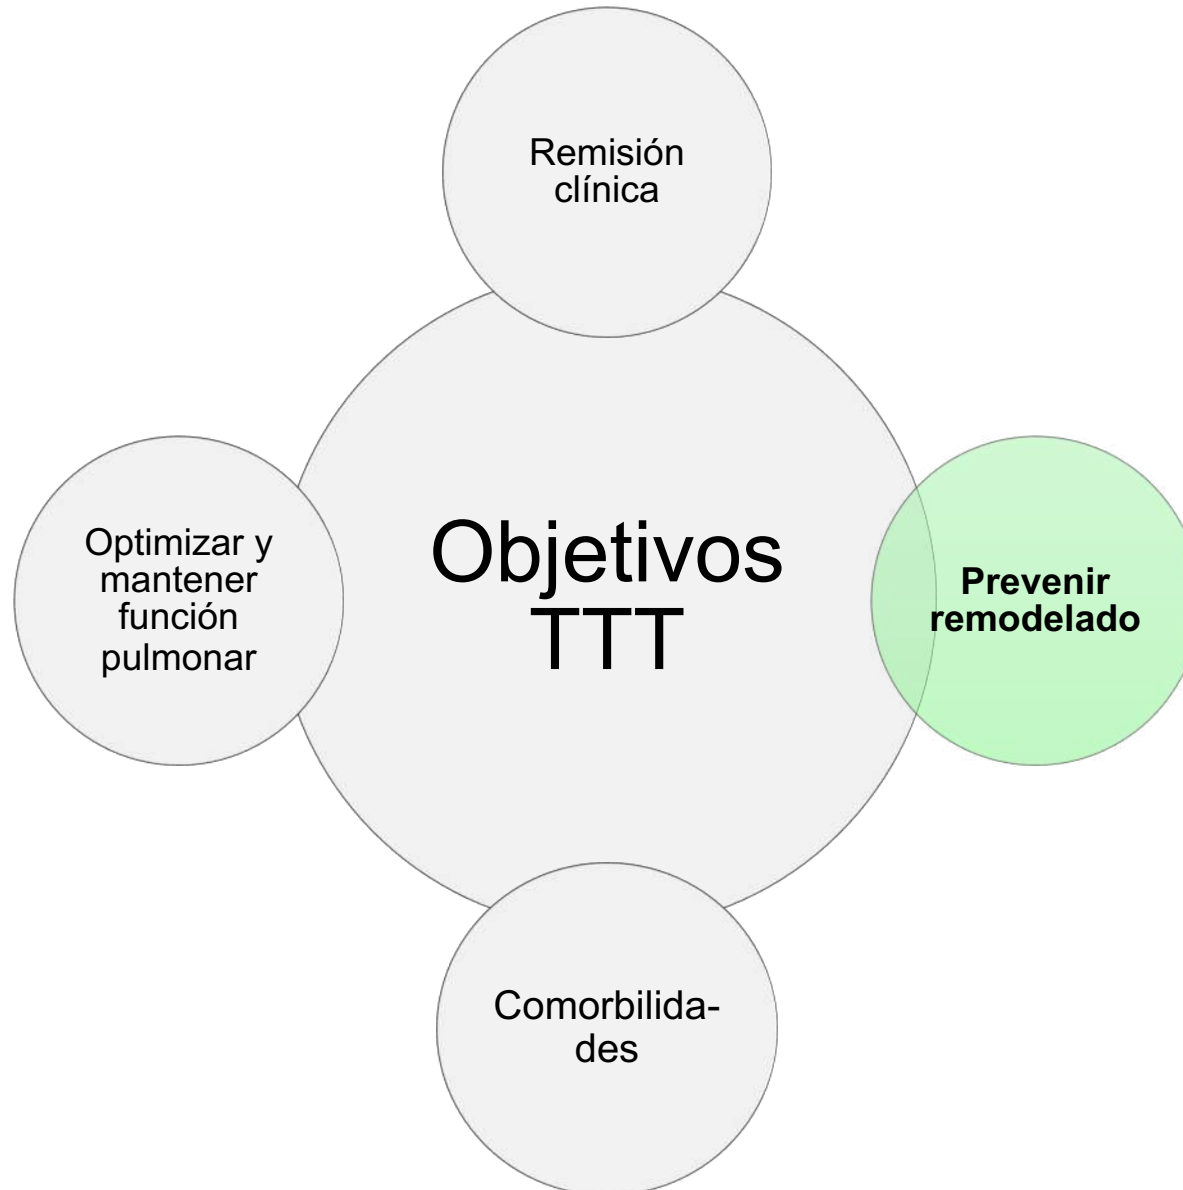 Remisión
clínica
Optimizar y
mantener
función
pulmonar
Objetivos
TTT
Prevenir
remodelado
Comorbilida-
des